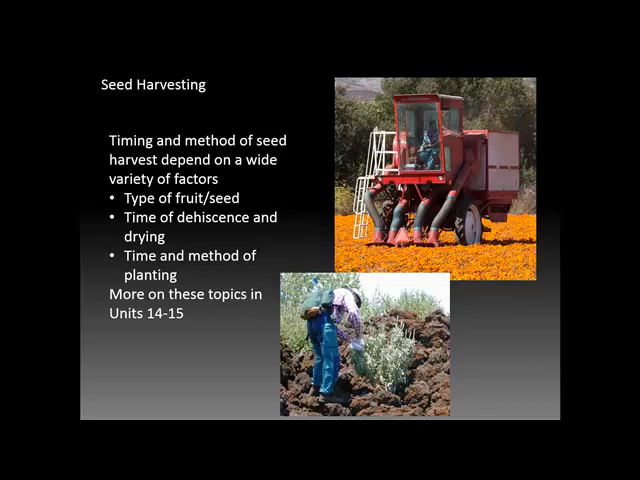 Seed Harvesting
Timing and method of seed
harvest depend on a wide
variety of factors
• Type of fruit/seed
• Time of dehiscence and
drying
• Time and method of
planting
More on these topics in
Units 14-15